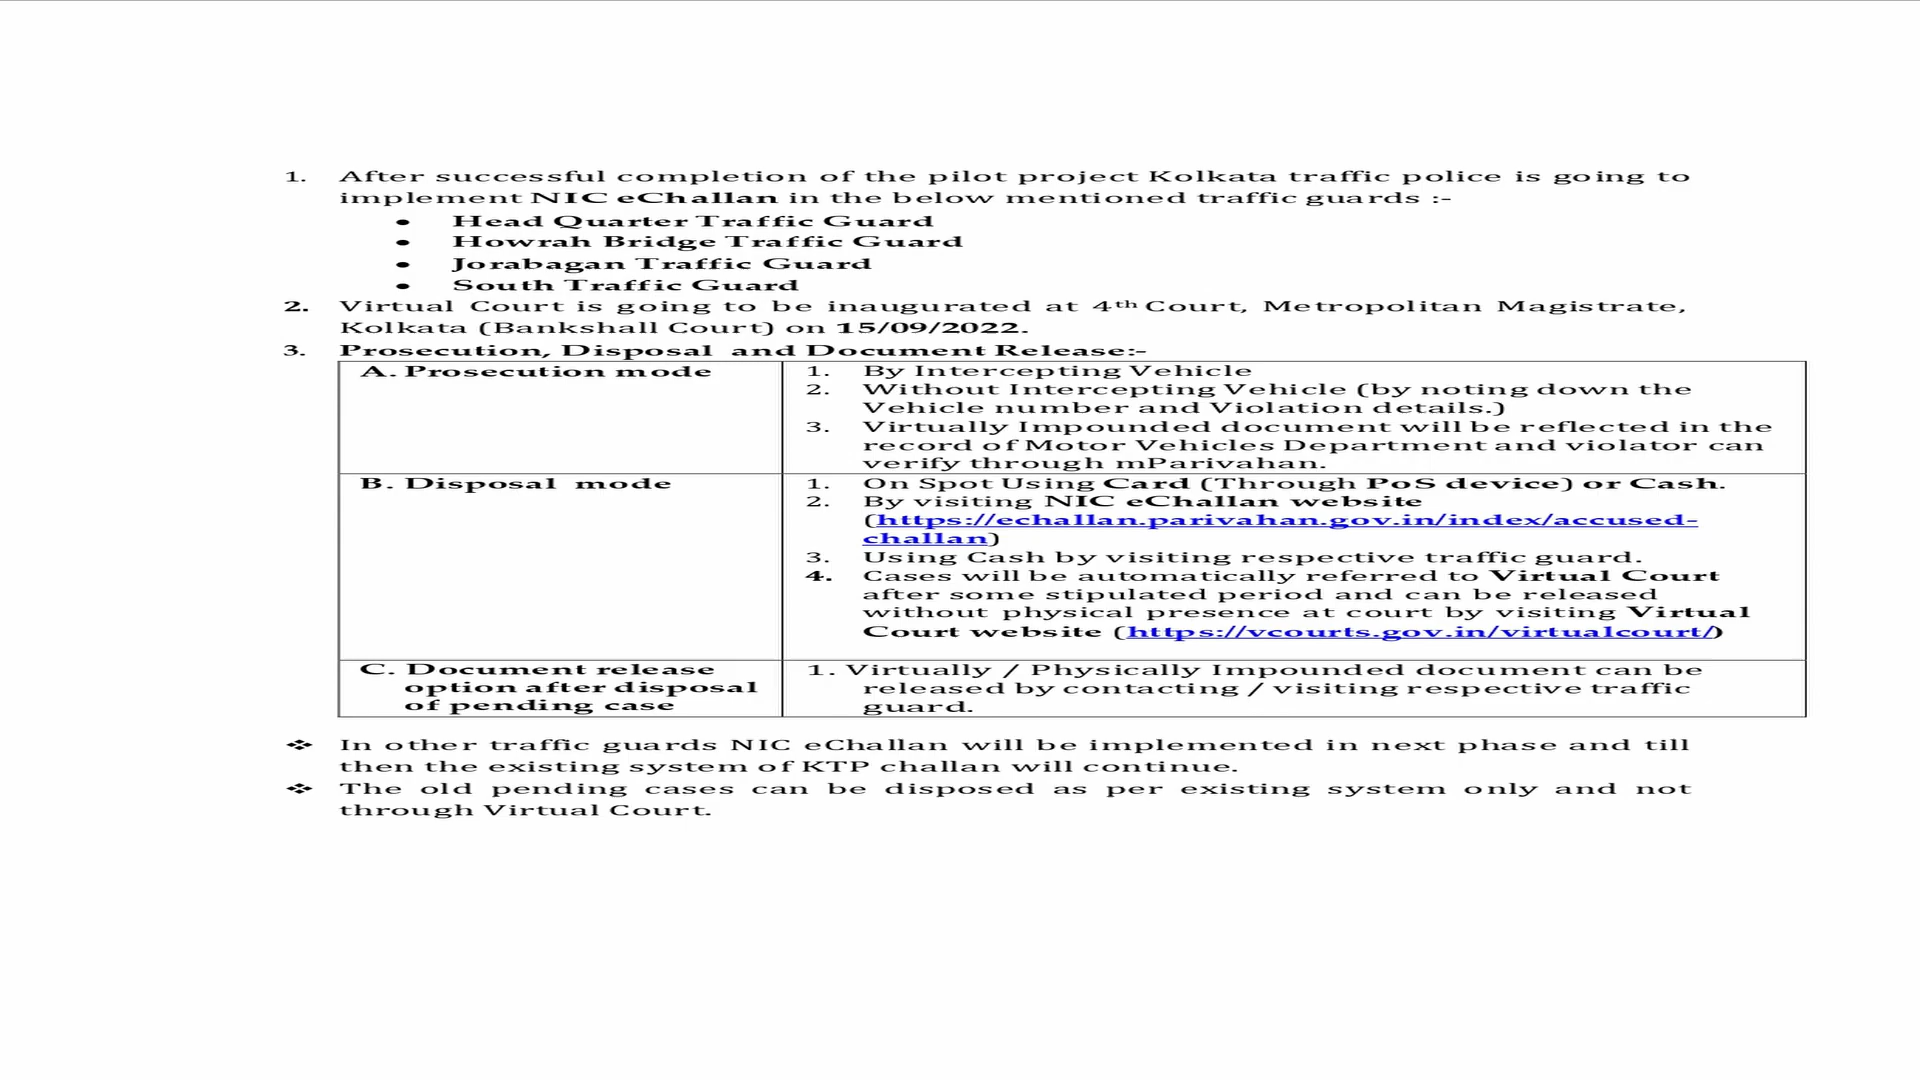 1. After successful completion of the pilot project Kolkata traffic police is going to
implement NIC eChallan in the below mentioned traffic guards :-
• Head Quarter Traffic Guard
• Howrah Bridge Traffic Guard
• Jorabagan Traffic Guard
• South Traffic Guard
2. Virtual Court is going to be inaugurated at 4th Court, Metropolitan Magistrate,
Kolkata (Bankshall Court) on 15/09/2022.
3. Prosecution, Disposal and Document Release:-
A. Prosecution mode
1. By Intercepting Vehicle
2. Without Intercepting Vehicle (by noting down the
Vehicle number and Violation details.)
3. Virtually Impounded document will be reflected in the
record of Motor Vehicles Department and violator can
verify through mParivahan.
B. Disposal mode
1. On Spot Using Card (Through PoS device) or Cash.
2. By visiting NIC eChallan website
(https://echallan.parivahan.gov.in/index/accused-
challan)
3. Using Cash by visiting respective traffic guard.
4. Cases will be automatically referred to Virtual Court
after some stipulated period and can be released
without physical presence at court by visiting Virtual
Court website (https://vcourts.gov.in/virtualcourt/)
C. Document release
option after disposal
of pending case
1. Virtually / Physically Impounded document can be
released by contacting / visiting respective traffic
guard.
❖ In other traffic guards NIC eChallan will be implemented in next phase and till
then the existing system of KTP challan will continue.
❖ The old pending cases can be disposed as per existing system only and not
through Virtual Court.